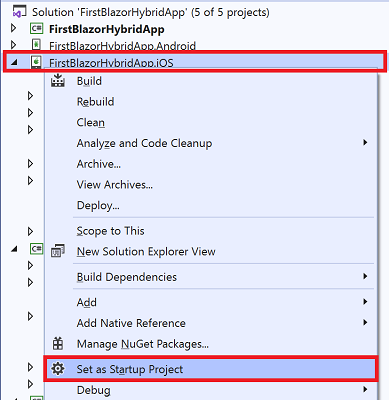 Solution 'FirstBlazorHybridApp' (5 of 5 projects)
C# FirstBlazorHybridApp
FirstBlazorHybridApp.Android
FirstBlazorHybridApp.iOS
Build
Rebuild
Clean
Analyze and Code Cleanup
Archive...
View Archives...
Deploy...
Scope to This
C# New Solution Explorer View
Build Dependencies
Add
Add Native Reference
Manage NuGet Packages...
Set as Startup Project
Debug